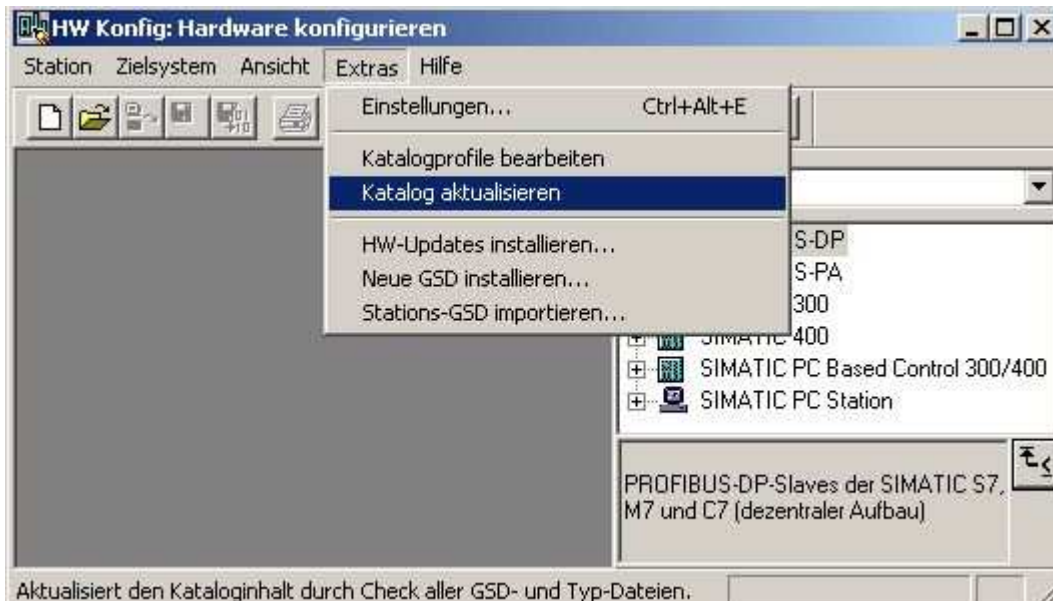 HW Konfig: Hardware konfigurieren
Station Zielsystem Ansicht Extras Hilfe
Einstellungen... Ctrl+Alt+E
Katalogprofile bearbeiten
Katalog aktualisieren
HW-Updates installieren...
Neue GSD installieren...
Stations-GSD importieren...
S-DP
S-PA
300
SIMATIC 400
SIMATIC PC Based Control 300/400
SIMATIC PC Station
PROFIBUS-DP-Slaves der SIMATIC S7,
M7 und C7 (dezentraler Aufbau)
Aktualisiert den Kataloginhalt durch Check aller GSD- und Typ-Dateien.